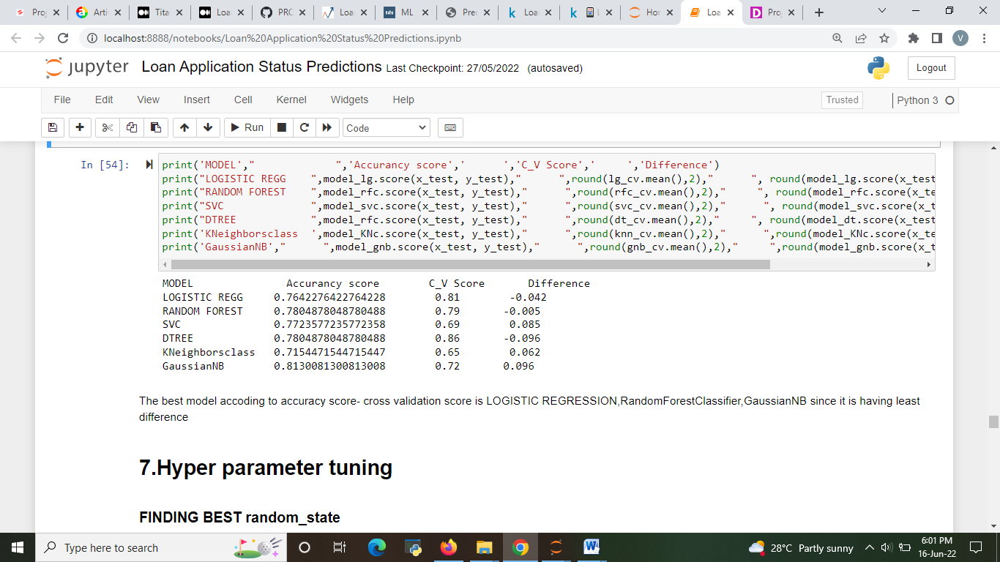 Proj
Arti
Tita
Loa
PRC
Loa
tds
ML
Prec
k
Loa
k
L
Hor
Loa
D
Proj
localhost:8888/notebooks/Loan%20Application%20Status%20Predictions.ipynb
V
jupyter Loan Application Status Predictions Last Checkpoint: 27/05/2022 (autosaved)
Logout
File Edit View Insert Cell Kernel Widgets Help
Trusted
Python 3
Run
Code
In [54]:
print('MODEL',"             ",'Accurancy score','      ','C_V Score','     ','Difference')
print("LOGISTIC REGG    ",model_lg.score(x_test, y_test),"      ",round(lg_cv.mean(),2),"      ", round(model_lg.score(x_test
print("RANDOM FOREST    ",model_rfc.score(x_test, y_test),"      ",round(rfc_cv.mean(),2),"      ", round(model_rfc.score(x_te
print("SVC              ",model_svc.score(x_test, y_test),"      ",round(svc_cv.mean(),2),"       ", round(model_svc.score(x_t
print("DTREE            ",model_rfc.score(x_test, y_test),"      ",round(dt_cv.mean(),2),"     ", round(model_dt.score(x_test
print('KNeighborsclass  ',model_KNc.score(x_test, y_test),"      ",round(knn_cv.mean(),2),"      ",round(model_KNc.score(x_te
print('GaussianNB',"      ",model_gnb.score(x_test, y_test),"      ",round(gnb_cv.mean(),2),"     ",round(model_gnb.score(x_t
MODEL Accurancy score C_V Score Difference
LOGISTIC REGG 0.7642276422764228 0.81 -0.042
RANDOM FOREST 0.7804878048780488 0.79 -0.005
SVC 0.7723577235772358 0.69 0.085
DTREE 0.7804878048780488 0.86 -0.096
KNeighborsclass 0.7154471544715447 0.65 0.062
GaussianNB 0.8130081300813008 0.72 0.096
The best model accoding to accuracy score- cross validation score is LOGISTIC REGRESSION,RandomForestClassifier,GaussianNB since it is having least
difference
7.Hyper parameter tuning
FINDING BEST random_state
Type here to search
28°C Partly sunny
6:01 PM
16-Jun-22